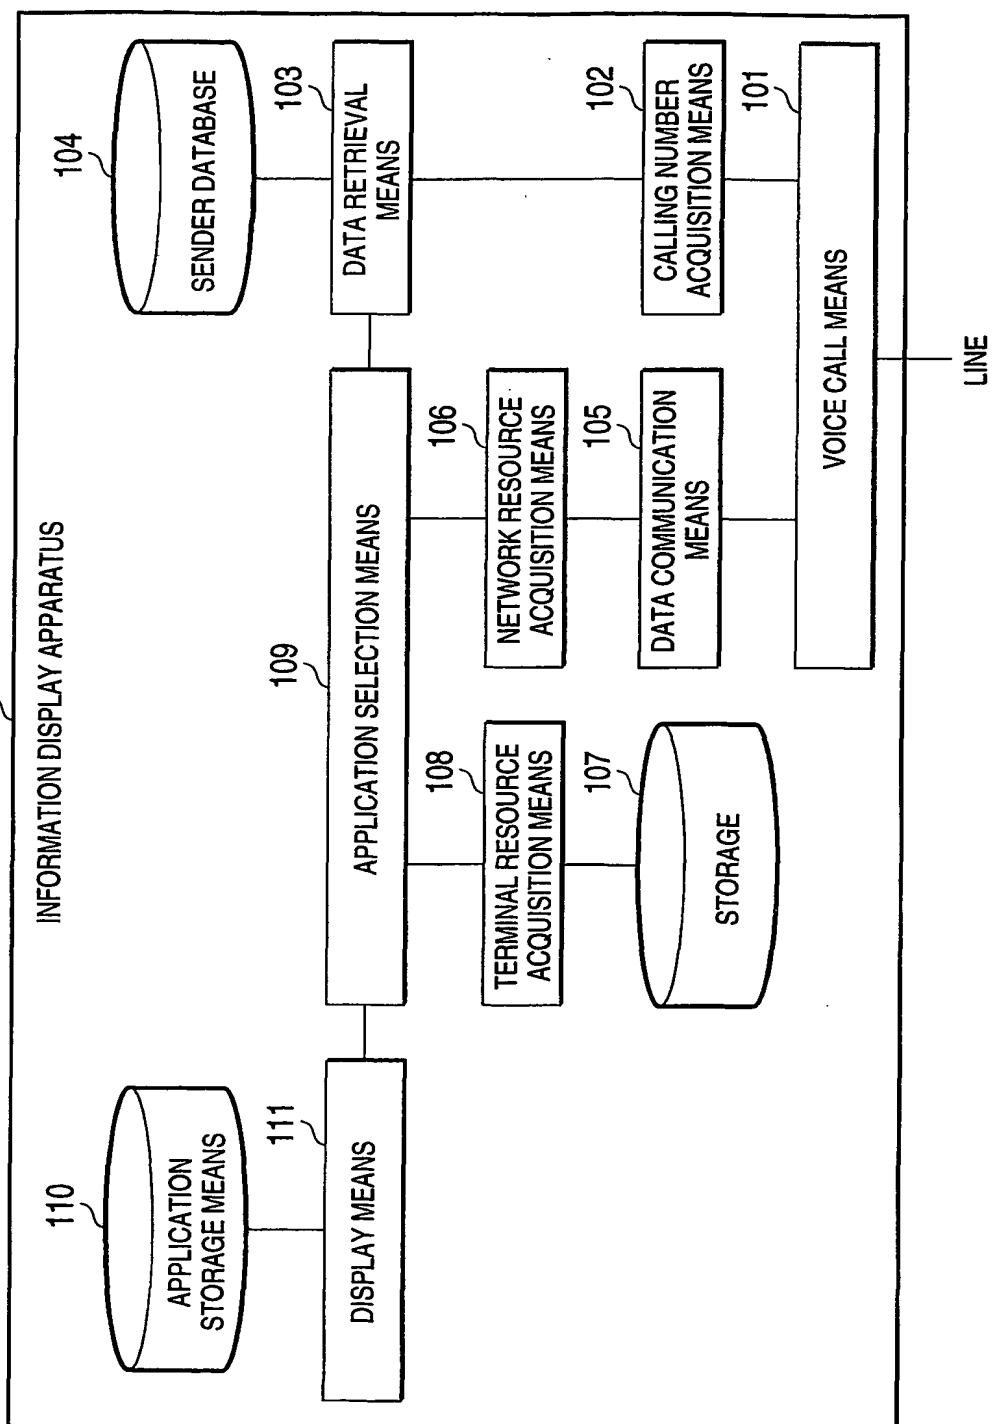 INFORMATION DISPLAY APPARATUS
110
APPLICATION
STORAGE MEANS
104
SENDER DATABASE
111
DISPLAY MEANS
109
APPLICATION SELECTION MEANS
103
DATA RETRIEVAL
MEANS
108
TERMINAL RESOURCE
ACQUISITION MEANS
106
NETWORK RESOURCE
ACQUISITION MEANS
107
STORAGE
105
DATA COMMUNICATION
MEANS
102
CALLING NUMBER
ACQUISITION MEANS
101
VOICE CALL MEANS
LINE